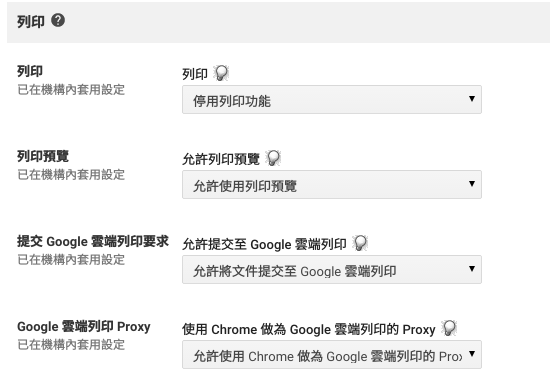 列印
列印
已在機構內套用設定
列印
停用列印功能
列印預覽
已在機構內套用設定
允許列印預覽
允許使用列印預覽
提交 Google 雲端列印要求
已在機構內套用設定
允許提交至 Google 雲端列印
允許將文件提交至 Google 雲端列印
Google 雲端列印 Proxy
已在機構內套用設定
使用 Chrome 做為 Google 雲端列印的 Proxy
允許使用 Chrome 做為 Google 雲端列印的 Pro